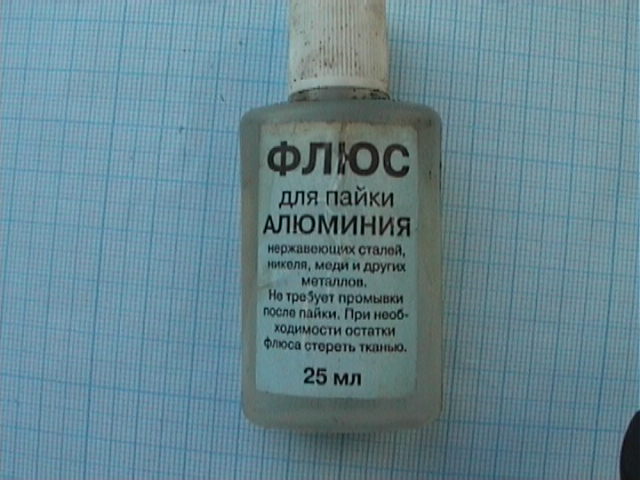 ФЛЮС
для пайки
АЛЮМИНИЯ
нержавеющих сталей,
никеля, меди и других
металлов.
Не требует промывки
после пайки. При необ-
ходимости остатки
флюса стереть тканью.
25 мл